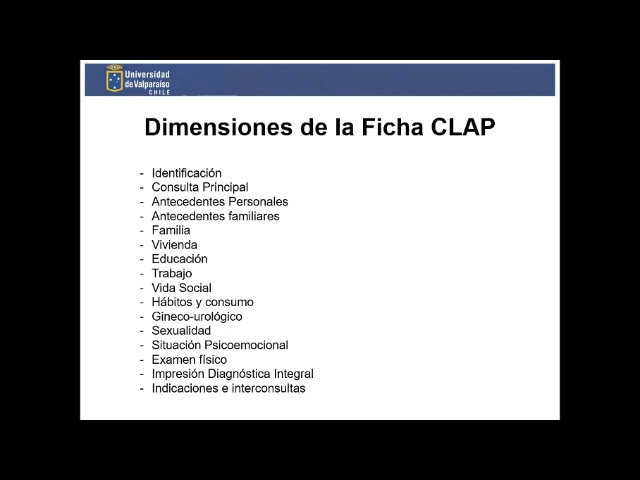 Universidad
de Valparaíso
CHILE
Dimensiones de la Ficha CLAP
- Identificación
- Consulta Principal
- Antecedentes Personales
- Antecedentes familiares
- Familia
- Vivienda
- Educación
- Trabajo
- Vida Social
- Hábitos y consumo
- Gineco-urológico
- Sexualidad
- Situación Psicoemocional
- Examen físico
- Impresión Diagnóstica Integral
- Indicaciones e interconsultas